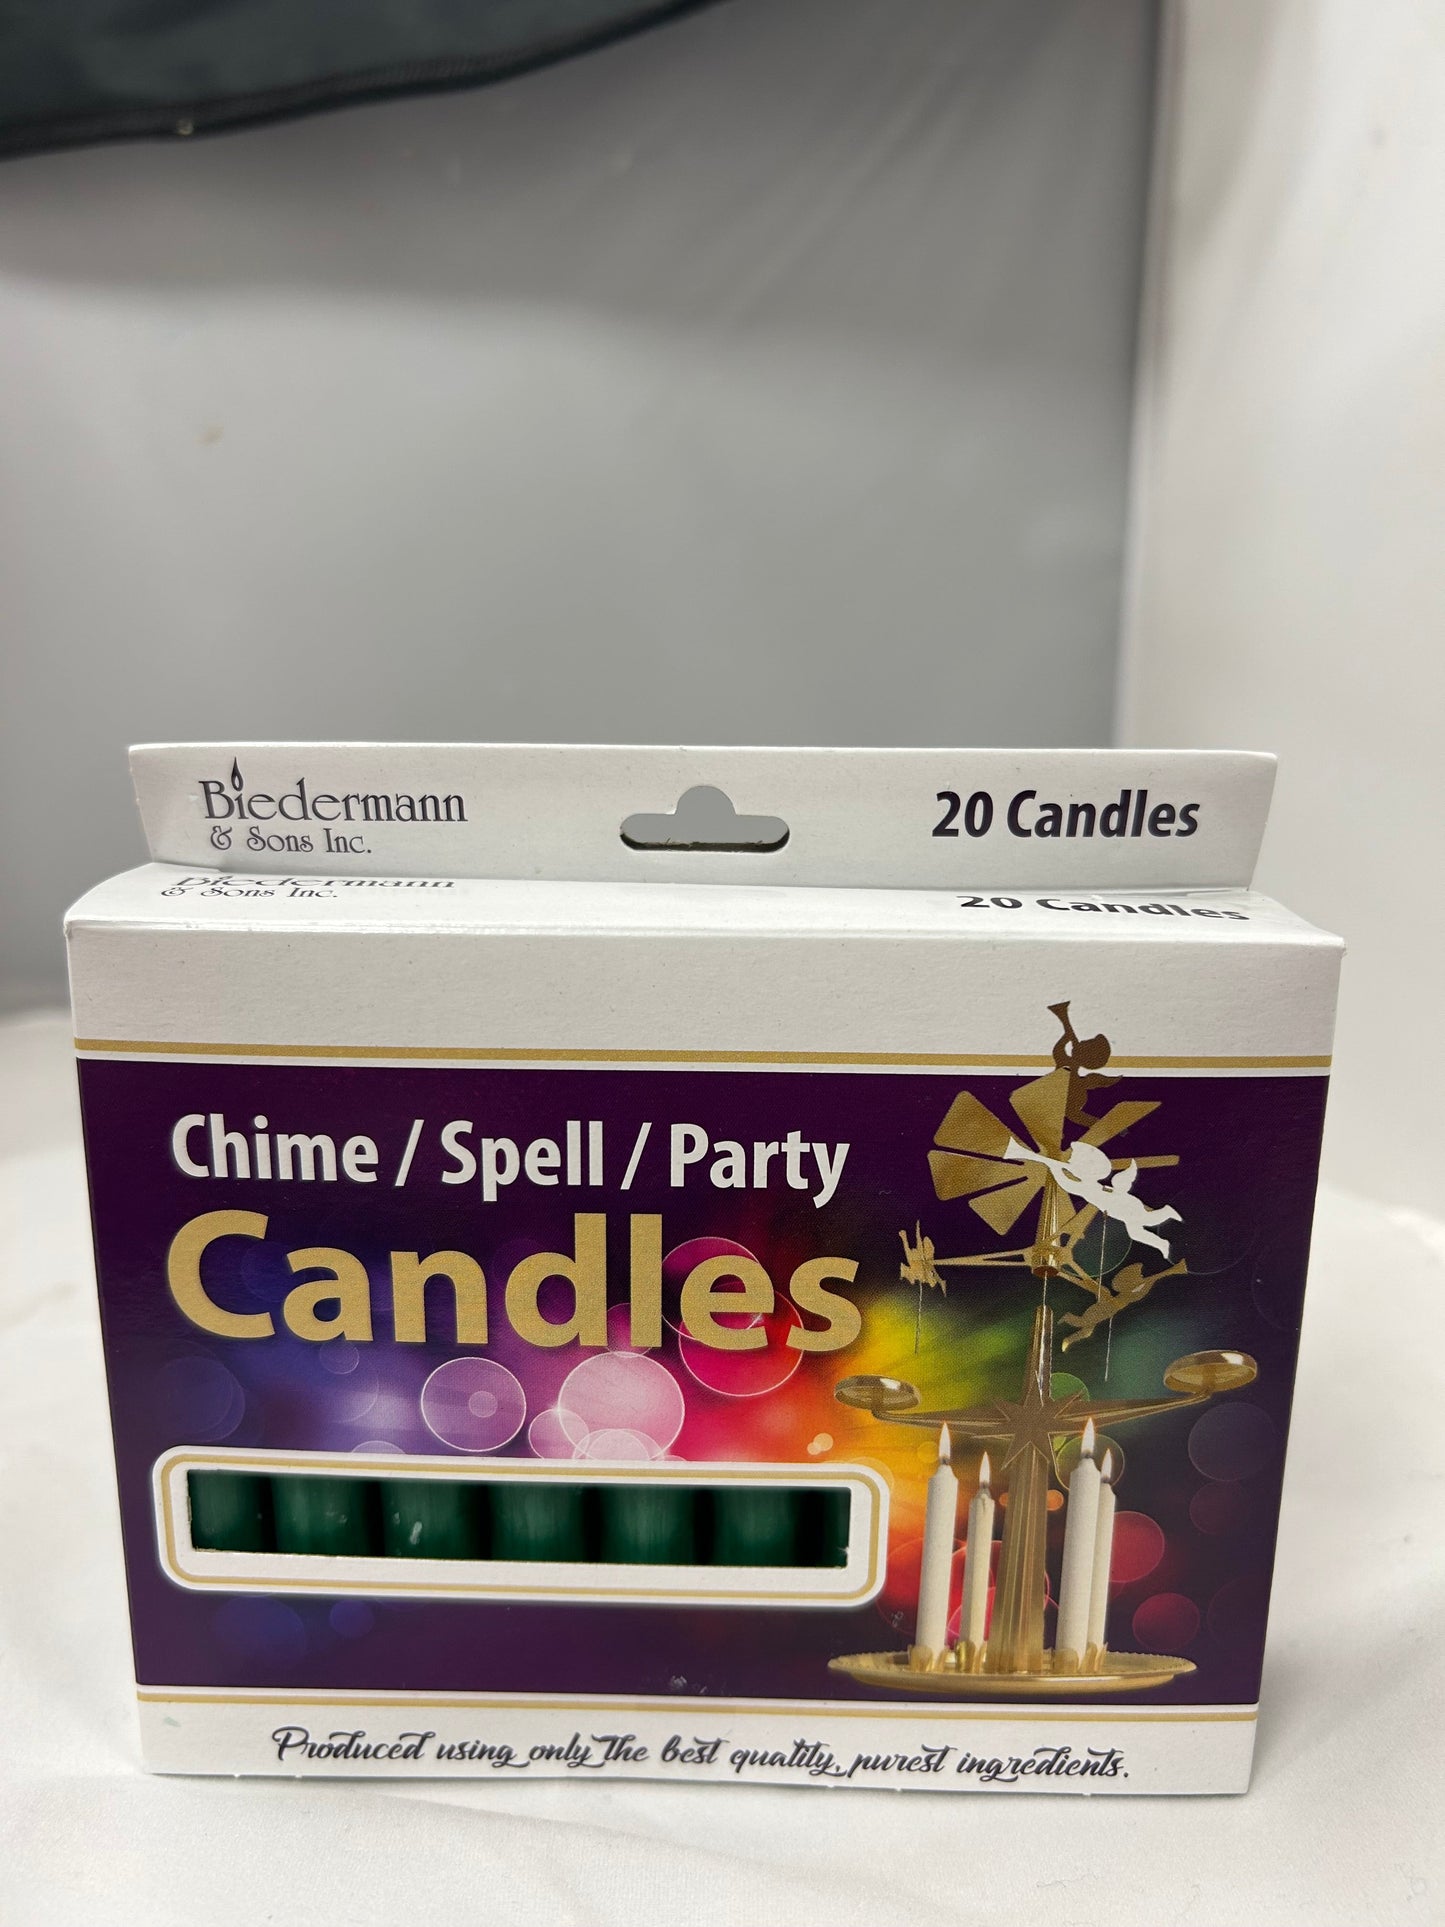 Biedermann
& Sons Inc.
20 Candles
Biedermann
& Sons Inc.
20 Candles
Chime / Spell / Party
Candles
Produced using only the best quality, purest ingredients.